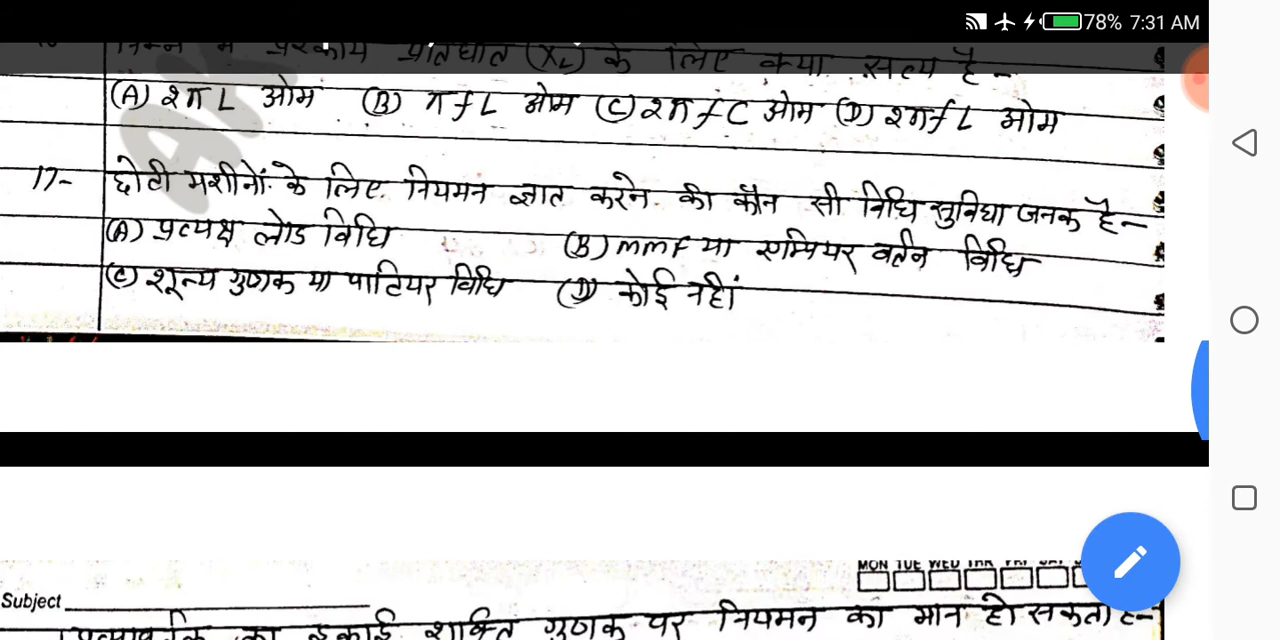 78% 7:31 AM
(X_L) के लिए क्या सत्य है -
(A) 2πL ओम (B) πfL ओम (C) 2πfC ओम (D) 2πfL ओम
17- छोटी मशीनों के लिए नियमन ज्ञात करने की कौन सी विधि सुविधा जनक है-
(A) प्रत्यक्ष लोड विधि (B) mmf या एम्पियर वर्तन विधि
(C) शून्य गुणक या पाटियर विधि (D) कोई नहीं
MON TUE WED THR FRI
Subject
का इकाई शक्ति गुणक पर नियमन का मान हो सकता है-